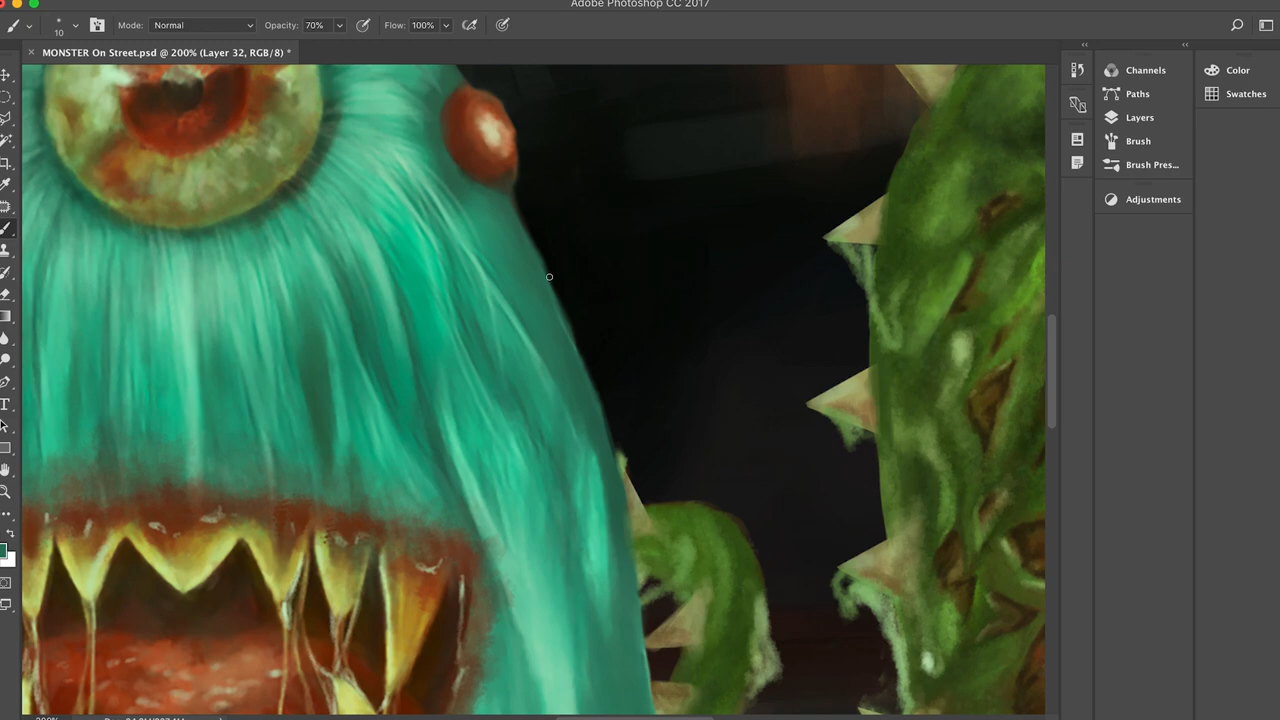 Adobe Photoshop CC 2017
10
Mode: Normal
Opacity: 70%
Flow: 100%
× MONSTER On Street.psd @ 200% (Layer 32, RGB/8) *
Channels
Paths
Layers
Brush
Brush Pres...
Adjustments
Color
Swatches